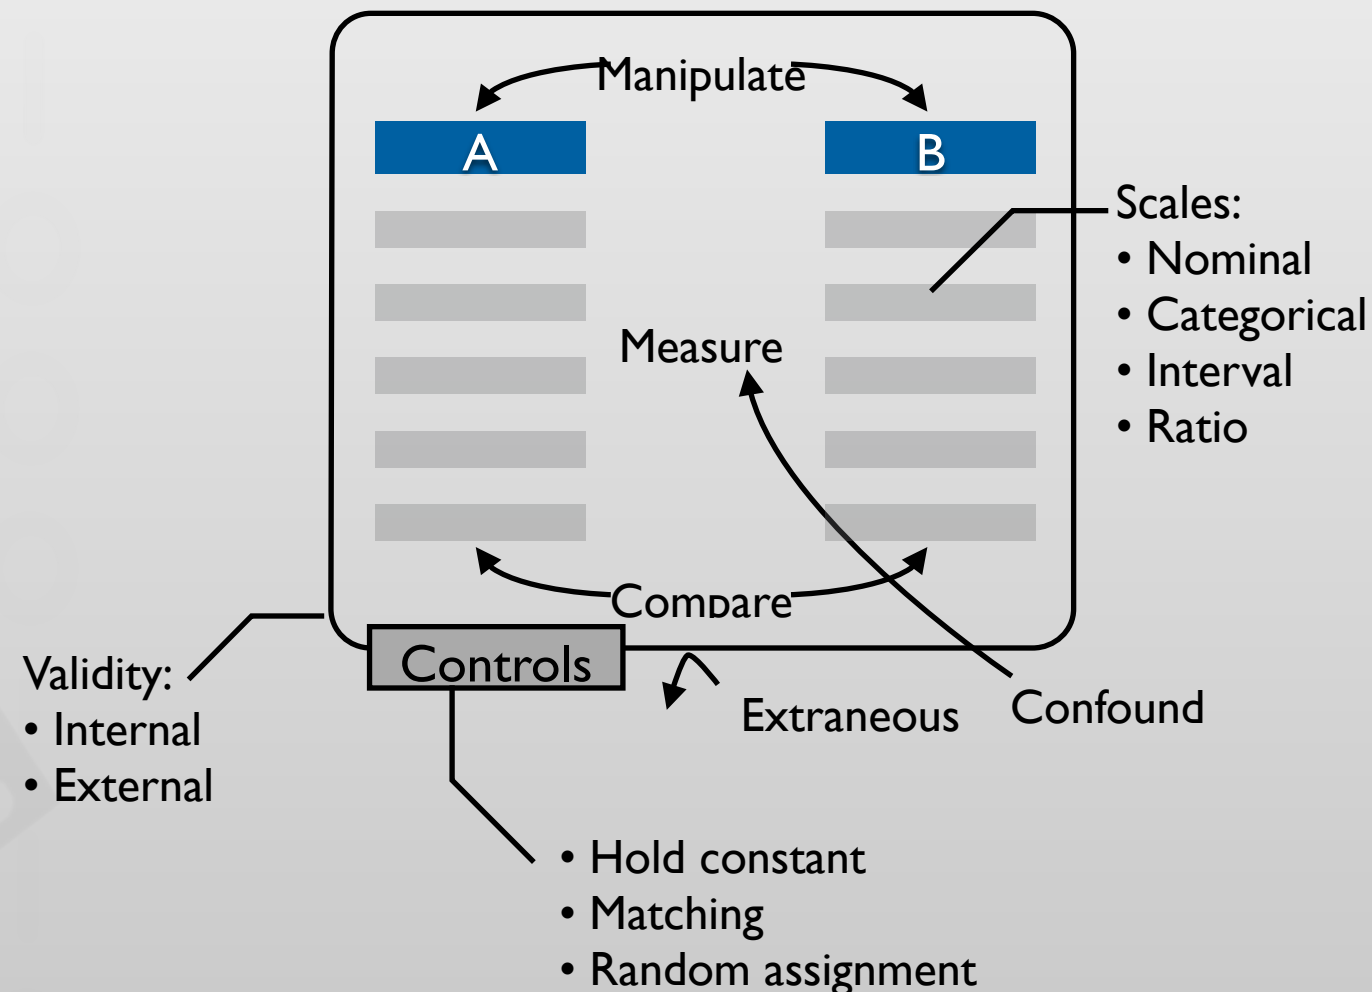 Manipulate
A
B
Scales:
• Nominal
• Categorical
• Interval
• Ratio
Measure
Compare
Controls
Validity:
• Internal
• External
Extraneous
Confound
• Hold constant
• Matching
• Random assignment